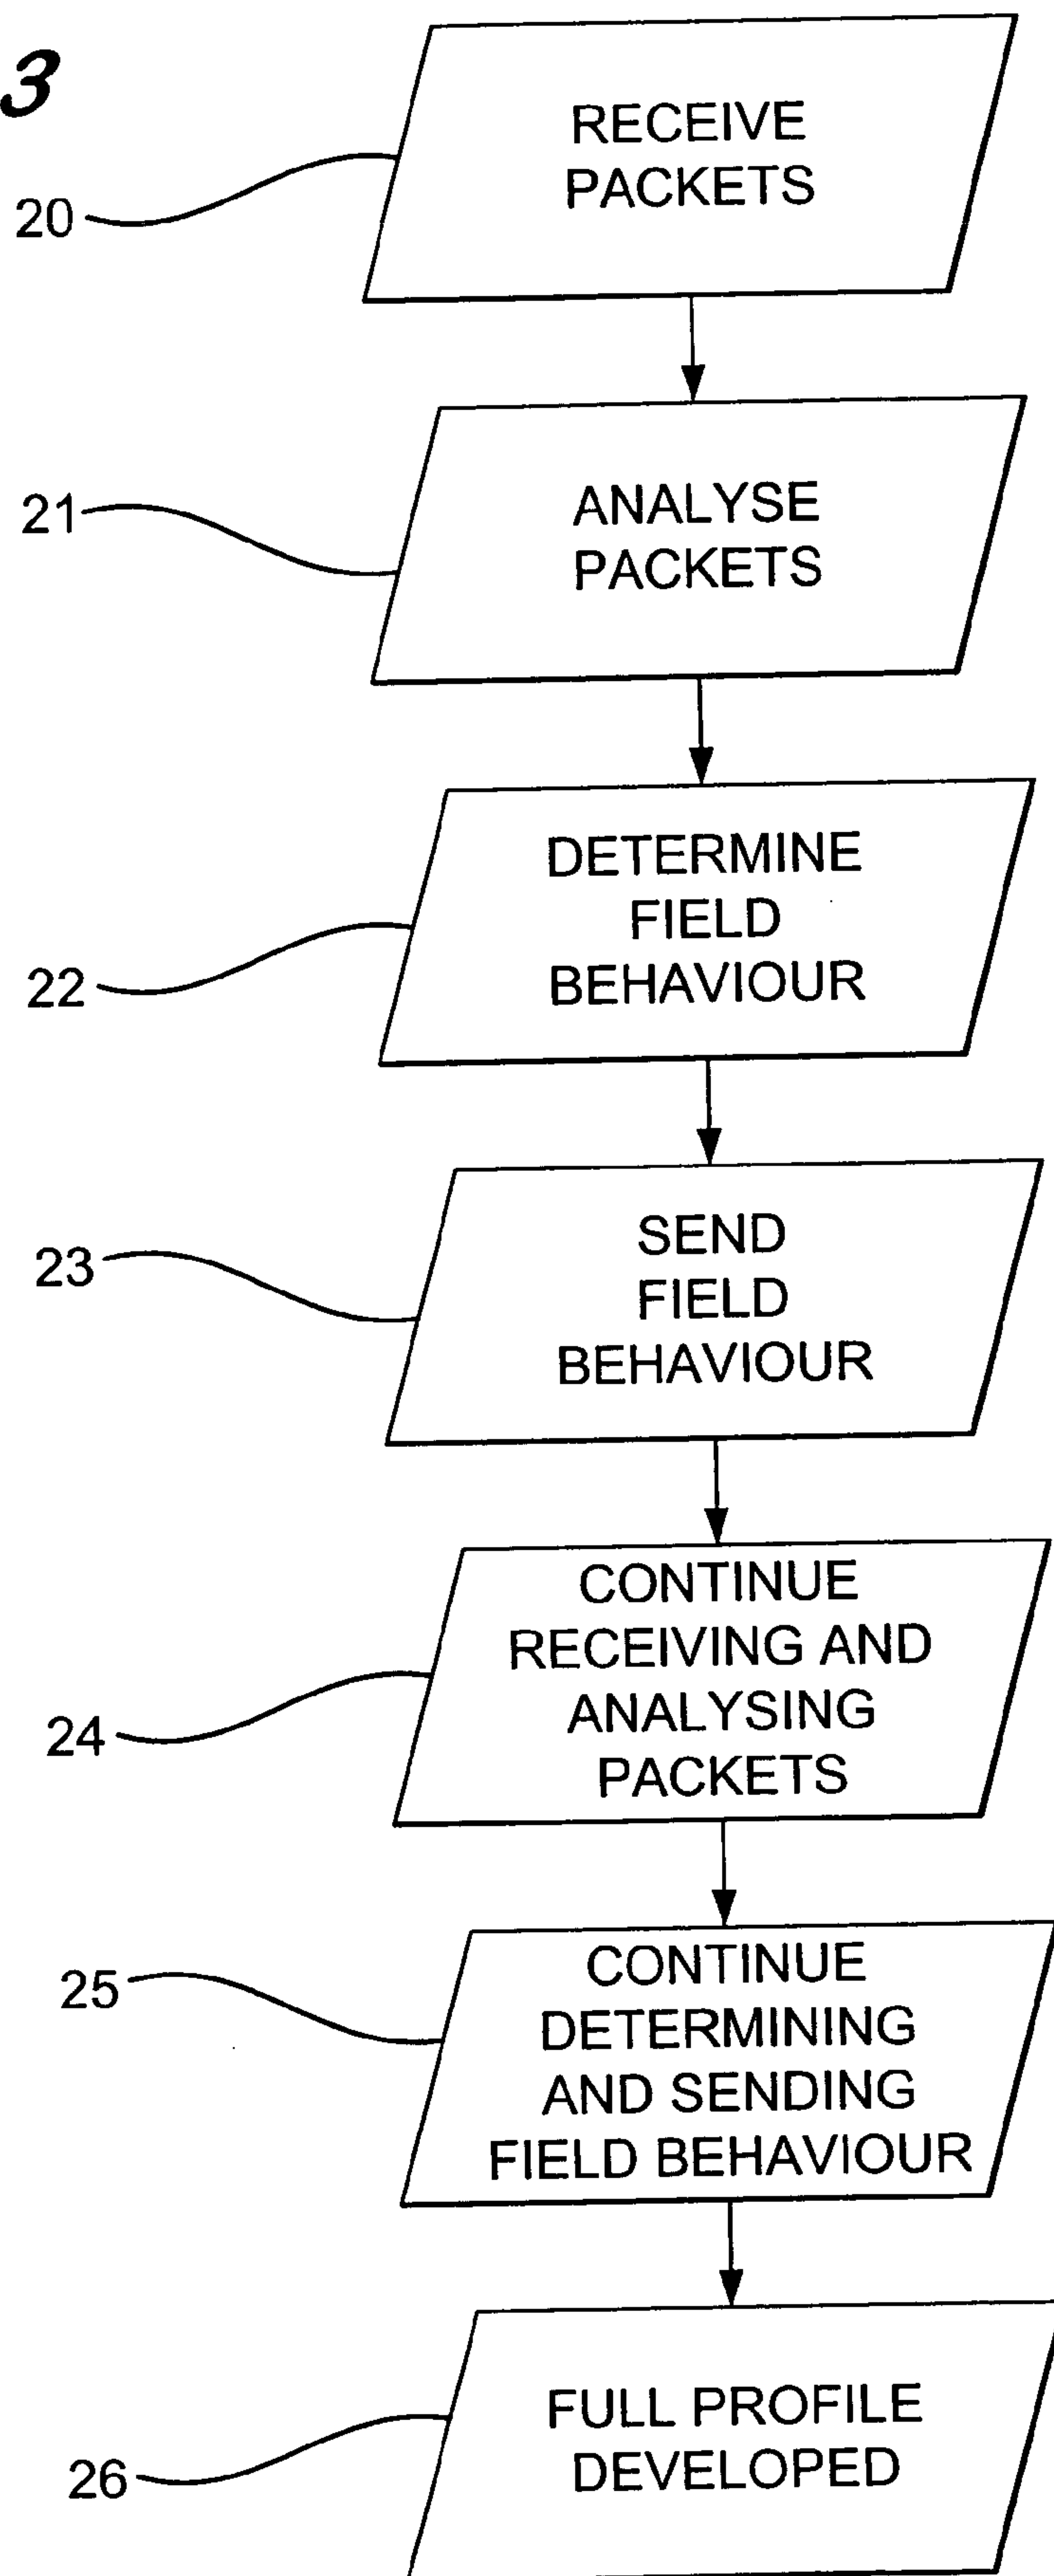 3
RECEIVE
PACKETS
20
ANALYSE
PACKETS
21
DETERMINE
FIELD
BEHAVIOUR
22
SEND
FIELD
BEHAVIOUR
23
CONTINUE
RECEIVING AND
ANALYSING
PACKETS
24
CONTINUE
DETERMINING
AND SENDING
FIELD BEHAVIOUR
25
FULL PROFILE
DEVELOPED
26